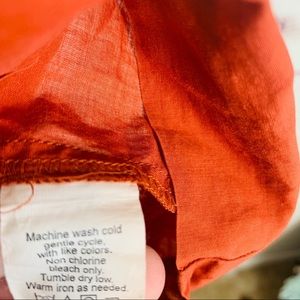 Machine wash cold
gentle cycle,
with like colors.
Non chlorine
bleach only.
Tumble dry low.
Warm iron as needed.